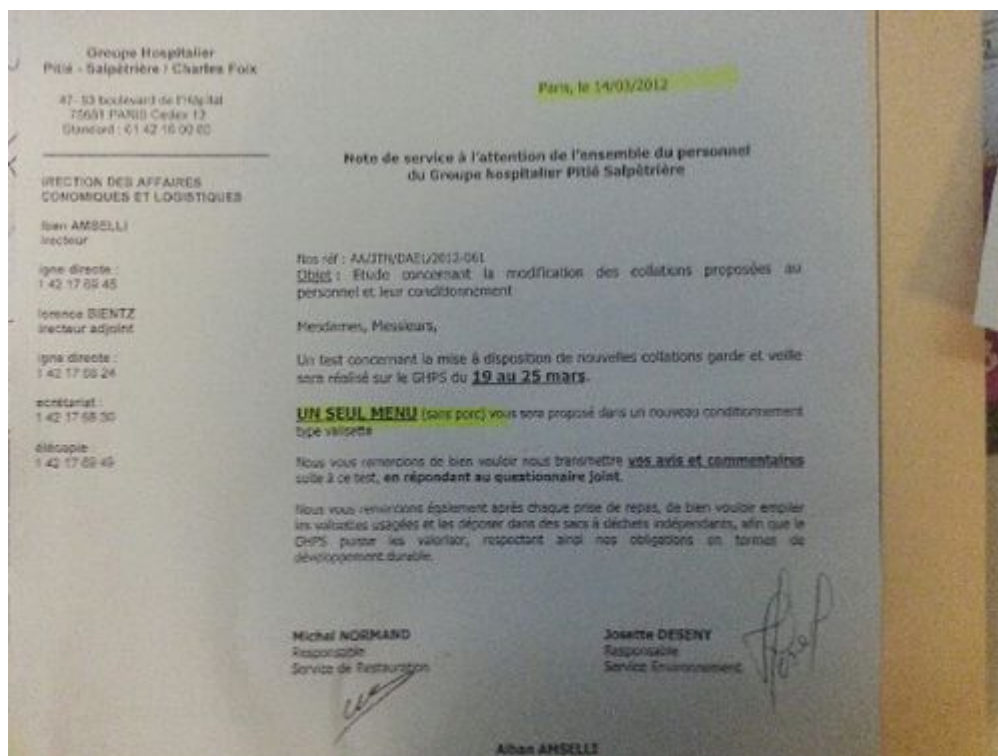 Groupe Hospitalier
Pitié - Salpêtrière / Charles Foix
47- 83 boulevard de l'Hôpital
75651 PARIS Cedex 13
Standard : 01 42 16 00 00
IRECTION DES AFFAIRES
CONOMIQUES ET LOGISTIQUES
lban AMSELLI
irecteur
igne directe :
1 42 17 69 45
lorence BIENTZ
irecteur adjoint
igne directe :
1 42 17 68 24
ecrétariat :
1 42 17 68 30
élécopie
1 42 17 69 49
Paris, le 14/03/2012
Note de service à l'attention de l'ensemble du personnel
du Groupe hospitalier Pitié Salpêtrière
Nos réf : AA/JTN/DAEL/2012-061
Objet : Etude concernant la modification des collations proposées au
personnel et leur conditionnement
Mesdames, Messieurs,
Un test concernant la mise à disposition de nouvelles collations garde et veille
sera réalisé sur le GHPS du 19 au 25 mars.
UN SEUL MENU (sans porc) vous sera proposé dans un nouveau conditionnement
type valisette
Nous vous remercions de bien vouloir nous transmettre vos avis et commentaires
suite à ce test, en répondant au questionnaire joint.
Nous vous remercions également après chaque prise de repas, de bien vouloir empiler
les valisettes usagées et les déposer dans des sacs à déchets indépendants, afin que le
GHPS puisse les valoriser, respectant ainsi nos obligations en termes de
développement durable.
Michel NORMAND
Responsable
Service de Restauration
Josette DESENY
Responsable
Service Environnement
Alban AMSELLI